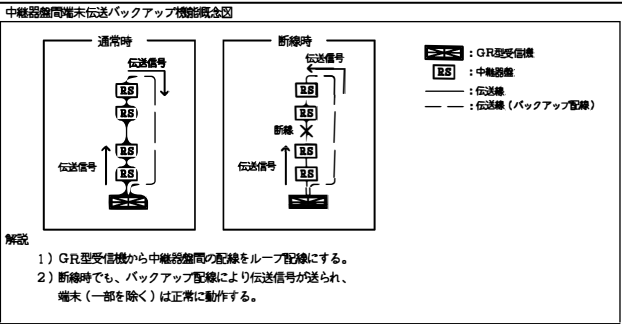 中継器盤間端末伝送バックアップ機能概念図
通常時
伝送信号
RS
RS
伝送信号
RS
RS
断線時
伝送信号
RS
RS
断線
伝送信号
RS
RS
：GR型受信機
RS ：中継器盤
：伝送線
：伝送線（バックアップ配線）
解説
1）GR型受信機から中継器盤間の配線をループ配線にする。
2）断線時でも、バックアップ配線により伝送信号が送られ、
端末（一部を除く）は正常に動作する。